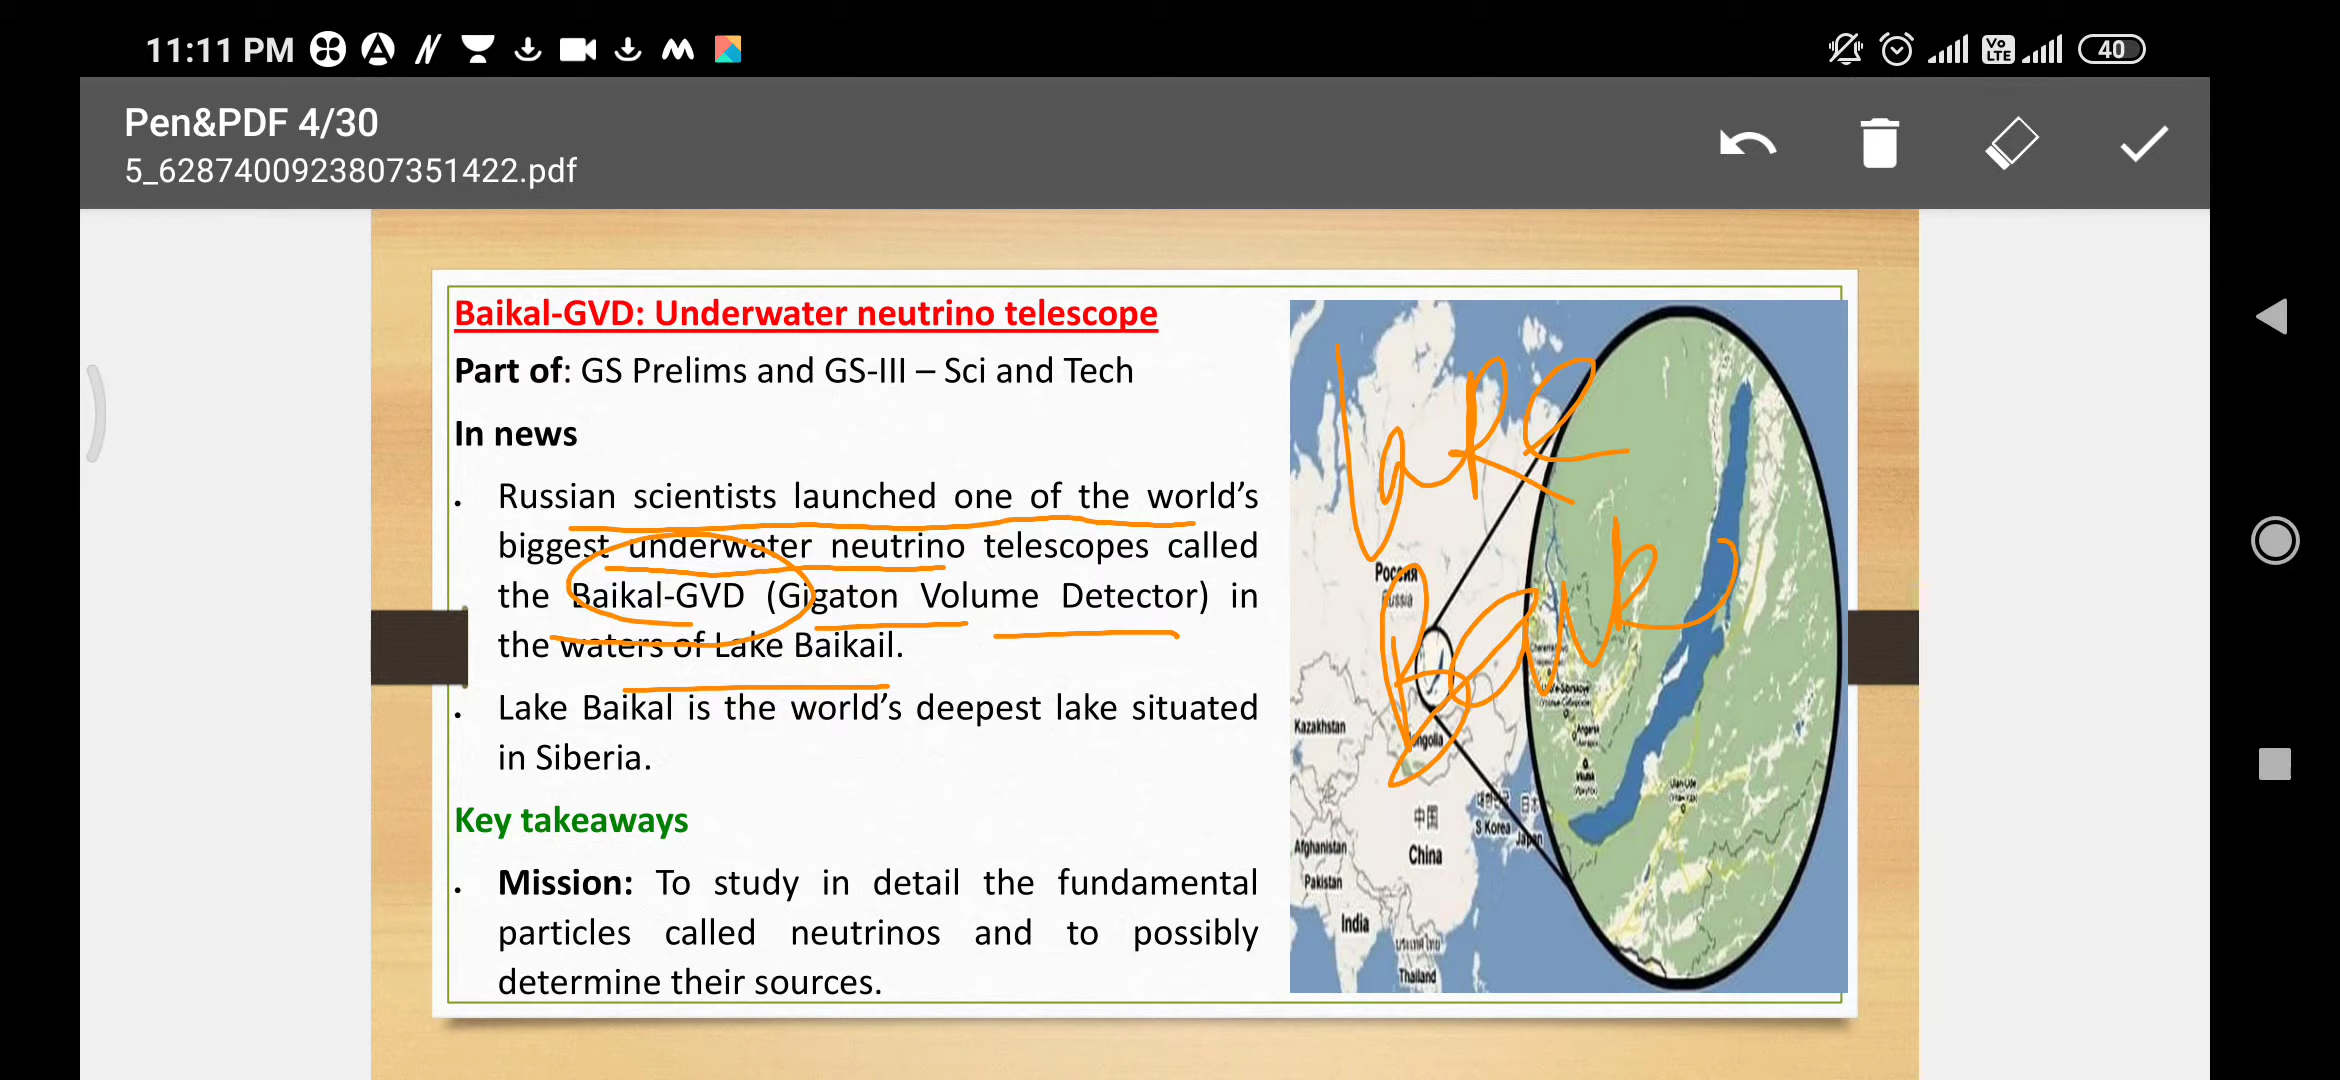 11:11 PM
Vo
LTE
40
Pen&PDF 4/30
5_6287400923807351422.pdf
Baikal-GVD: Underwater neutrino telescope
Part of: GS Prelims and GS-III – Sci and Tech
In news
. Russian scientists launched one of the world’s
biggest underwater neutrino telescopes called
the Baikal-GVD (Gigaton Volume Detector) in
the waters of Lake Baikail.
. Lake Baikal is the world’s deepest lake situated
in Siberia.
Key takeaways
. Mission: To study in detail the fundamental
particles called neutrinos and to possibly
determine their sources.
lake
Россия
Kazakhstan
中国
China
S Korea
Japan
Afghanistan
Pakistan
India
Thailand
Ulan-Ude